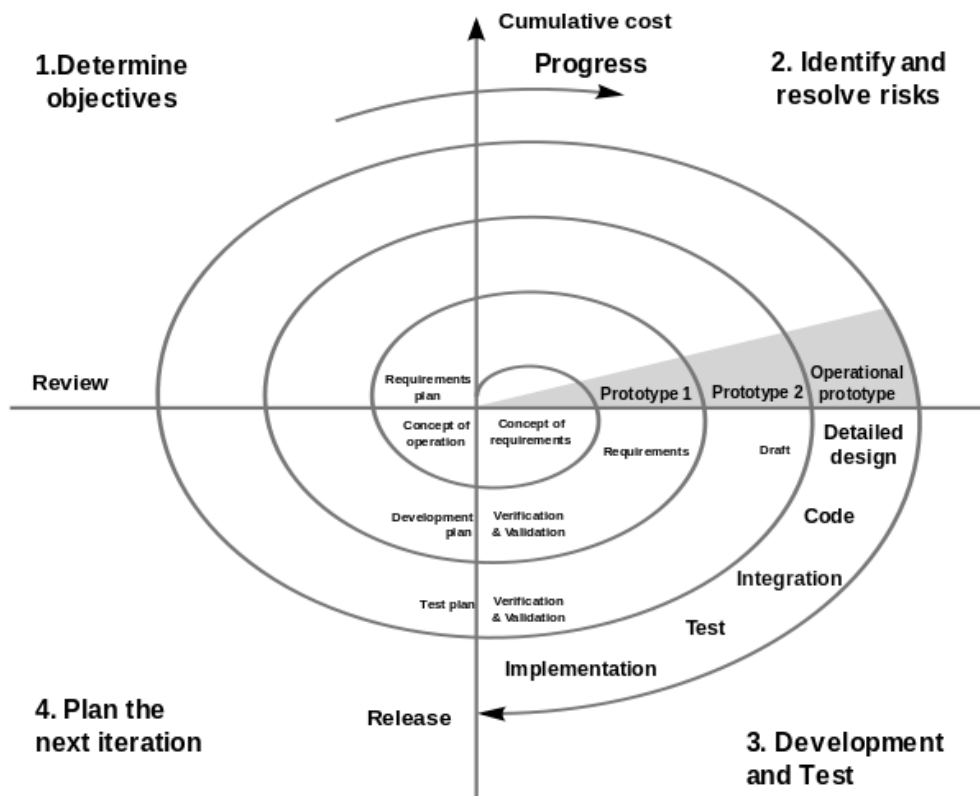 Cumulative cost
1.Determine
objectives
Progress
2. Identify and
resolve risks
Review
Requirements
plan
Prototype 1
Prototype 2
Operational
prototype
Concept of
operation
Concept of
requirements
Requirements
Draft
Detailed
design
Development
plan
Verification
& Validation
Code
Integration
Test plan
Verification
& Validation
Test
Implementation
Release
4. Plan the
next iteration
3. Development
and Test